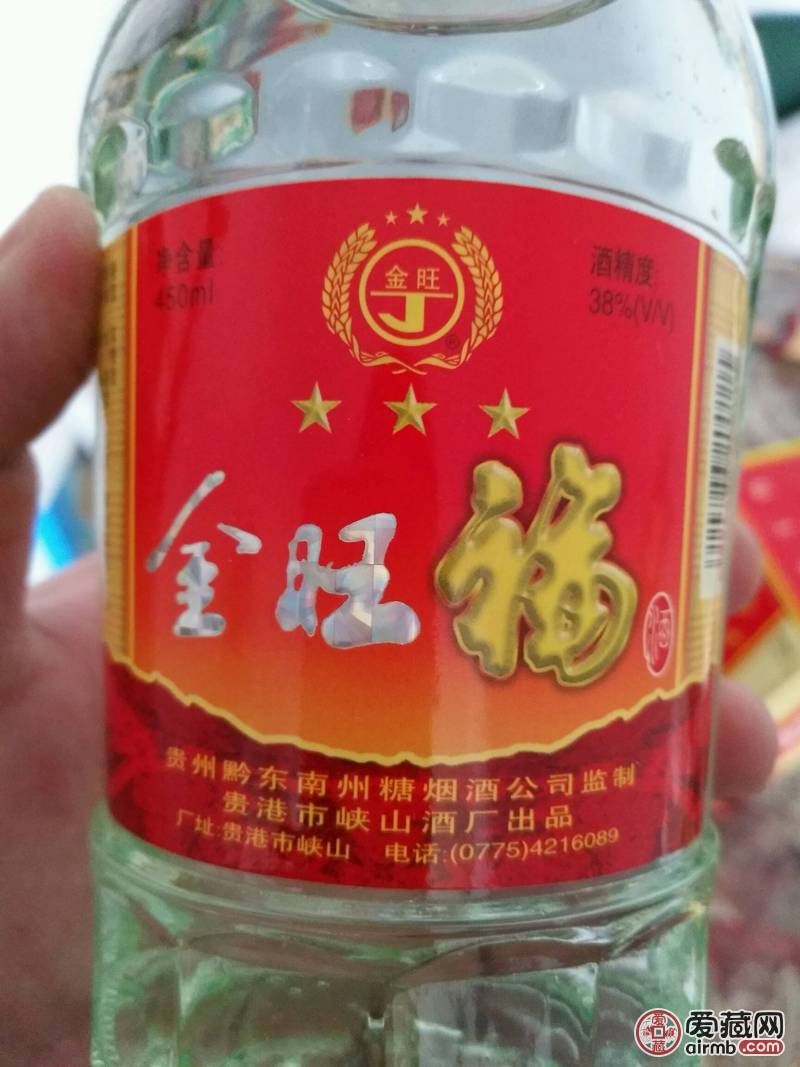 净含量:
450ml
酒精度:
38%(V/V)
金旺
J
®
金旺福
酒
贵州黔东南州糖烟酒公司监制
贵港市峡山酒厂出品
厂址:贵港市峡山 电话:(0775)4216089
爱藏网
airmb.com